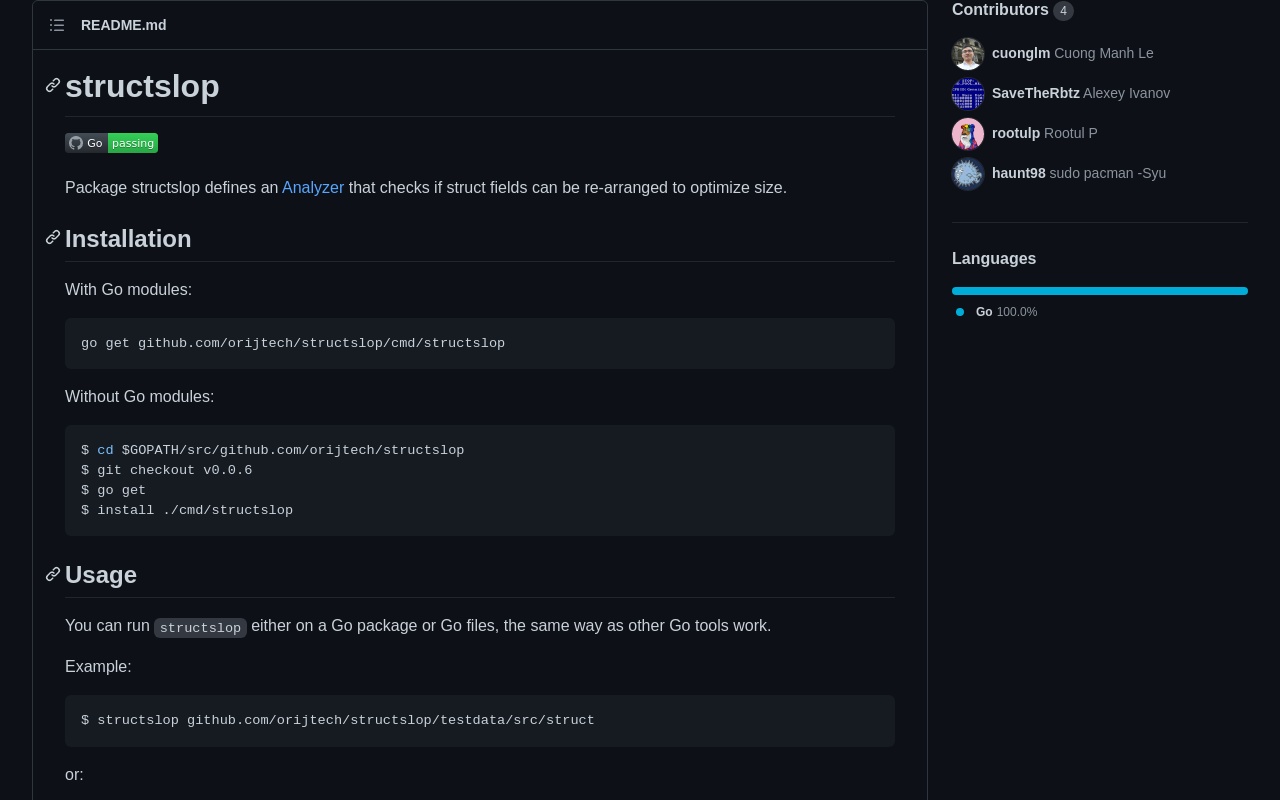 README.md
structslop
Go passing
Package structslop defines an Analyzer that checks if struct fields can be re-arranged to optimize size.
Installation
With Go modules:
go get github.com/orijtech/structslop/cmd/structslop
Without Go modules:
$ cd $GOPATH/src/github.com/orijtech/structslop
$ git checkout v0.0.6
$ go get
$ install ./cmd/structslop
Usage
You can run structslop either on a Go package or Go files, the same way as other Go tools work.
Example:
$ structslop github.com/orijtech/structslop/testdata/src/struct
or:
Contributors 4
cuonglm Cuong Manh Le
SaveTheRbtz Alexey Ivanov
rootulp Rootul P
haunt98 sudo pacman -Syu
Languages
Go 100.0%